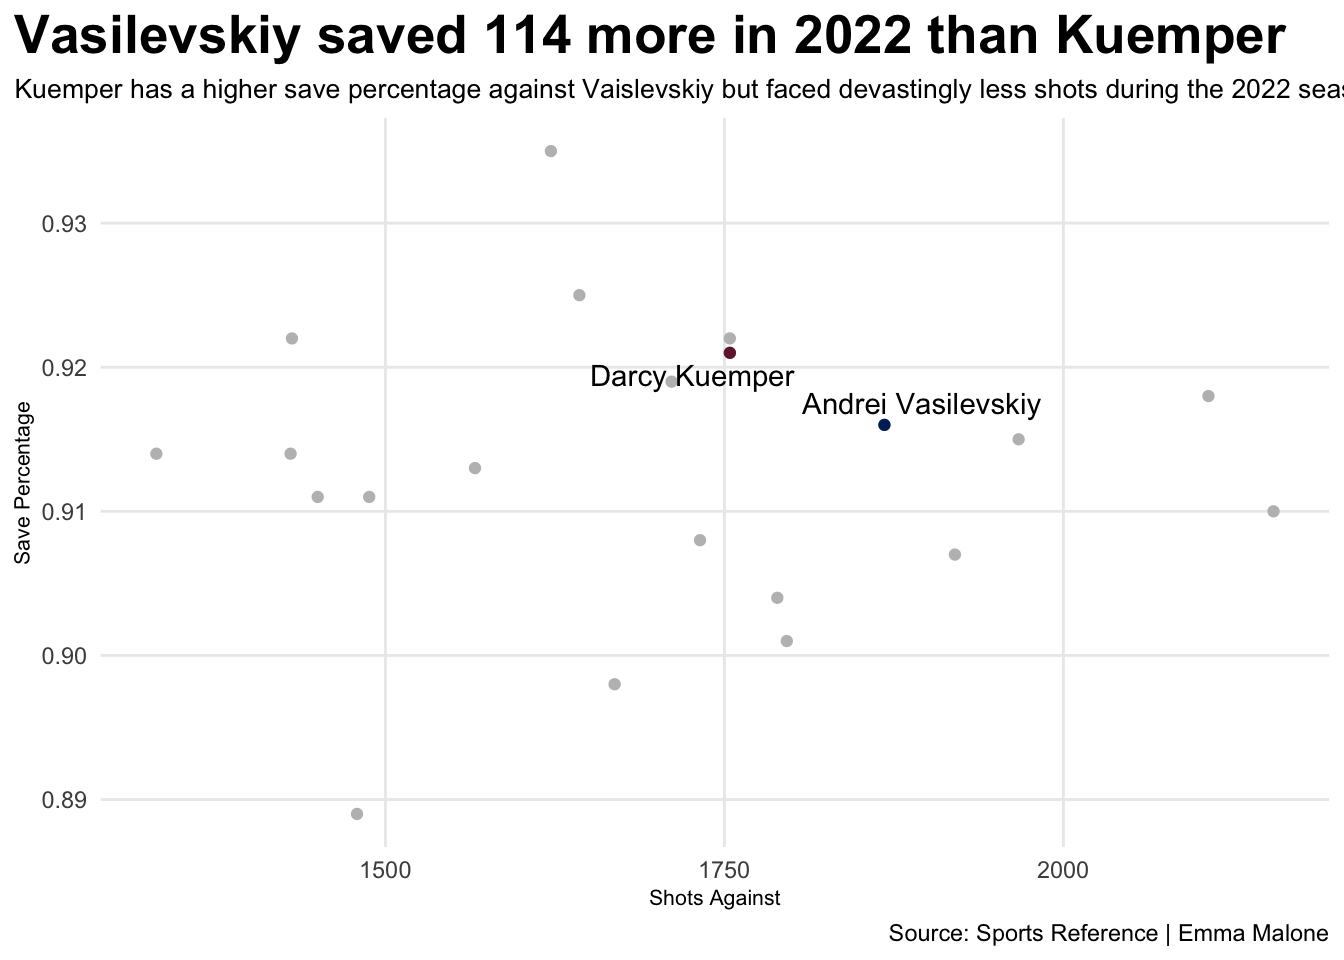 Vasilevskiy saved 114 more in 2022 than Kuemper
Kuemper has a higher save percentage against Vaislevskiy but faced devastingly less shots during the 2022 seas
0.93
0.92
0.91
0.90
0.89
Save Percentage
Darcy Kuemper
Andrei Vasilevskiy
1500
1750
2000
Shots Against
Source: Sports Reference | Emma Malone